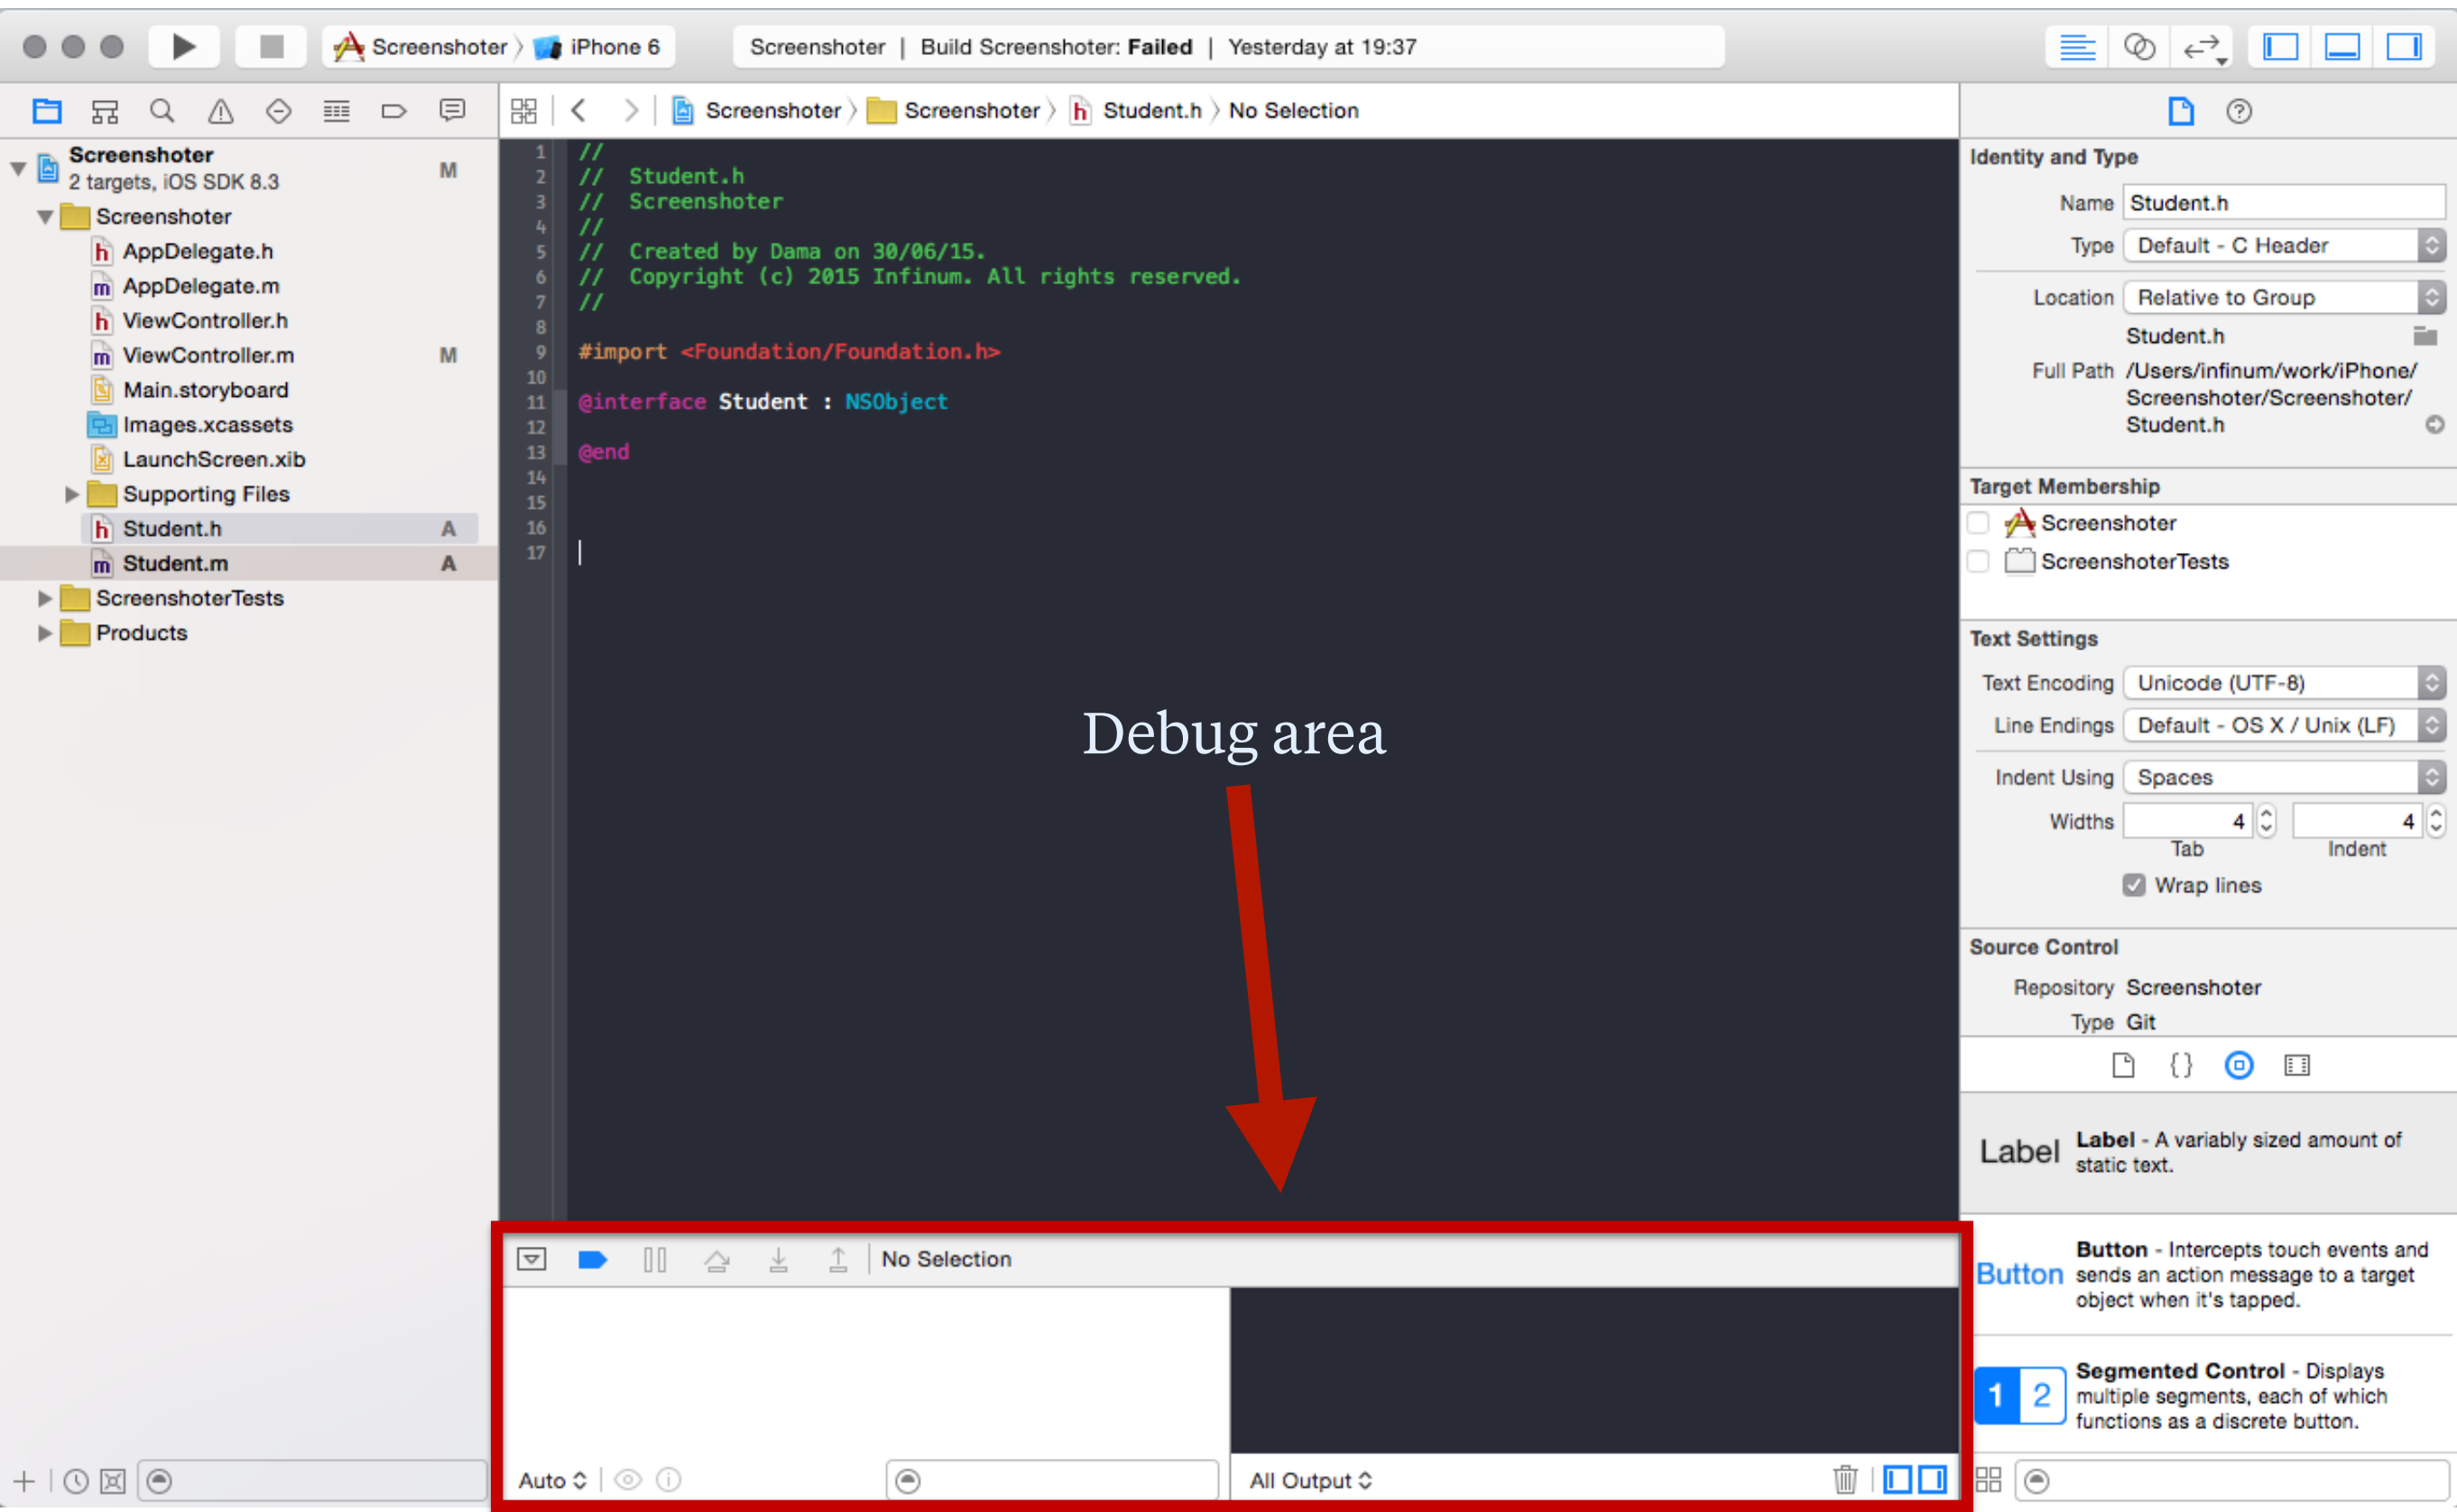 Screenshoter
iPhone 6
Screenshoter | Build Screenshoter: Failed | Yesterday at 19:37
Screenshoter
Screenshoter
h Student.h
No Selection
Screenshoter
M
2 targets, iOS SDK 8.3
Screenshoter
h AppDelegate.h
m AppDelegate.m
h ViewController.h
m ViewController.m
M
Main.storyboard
Images.xcassets
LaunchScreen.xib
Supporting Files
h Student.h
A
m Student.m
A
ScreenshoterTests
Products
1 //
2 // Student.h
3 // Screenshoter
4 //
5 // Created by Dama on 30/06/15.
6 // Copyright (c) 2015 Infinum. All rights reserved.
7 //
8
9 #import <Foundation/Foundation.h>
10
11 @interface Student : NSObject
12
13 @end
14
15
16
17
Debug area
No Selection
Auto
All Output
Identity and Type
Name Student.h
Type Default - C Header
Location Relative to Group
Student.h
Full Path /Users/infinum/work/iPhone/
Screenshoter/Screenshoter/
Student.h
Target Membership
Screenshoter
ScreenshoterTests
Text Settings
Text Encoding Unicode (UTF-8)
Line Endings Default - OS X / Unix (LF)
Indent Using Spaces
Widths 4 4
Tab Indent
Wrap lines
Source Control
Repository Screenshoter
Type Git
{}
Label
Label - A variably sized amount of
static text.
Button
Button - Intercepts touch events and
sends an action message to a target
object when it's tapped.
1 2
Segmented Control - Displays
multiple segments, each of which
functions as a discrete button.